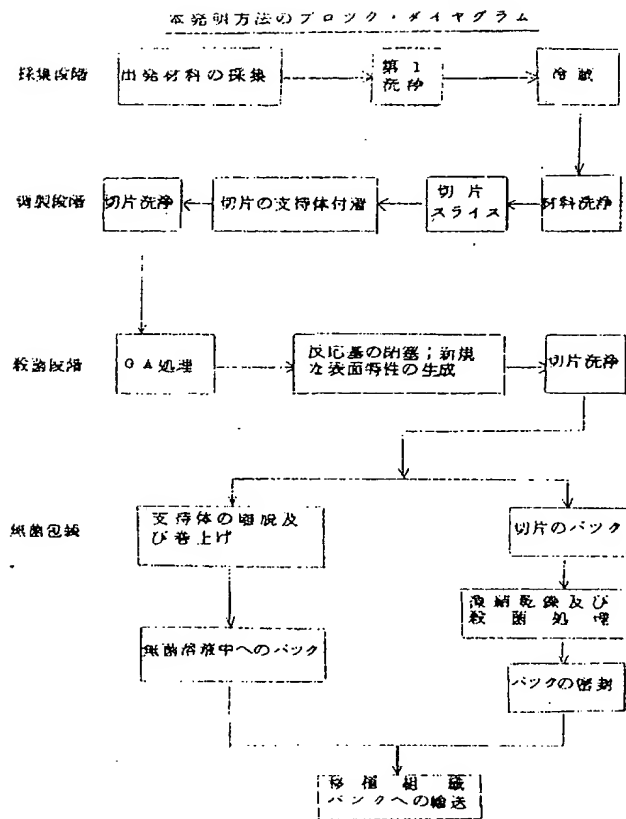 本発明方法のブロック・ダイヤグラム
採集段階
出発材料の採集
第1
洗浄
冷蔵
調製段階
切片洗浄
切片の支持体付着
切片
スライス
材料洗浄
殺菌段階
GA処理
反応基の閉塞;新規
な表面特性の生成
切片洗浄
無菌包装
支持体の剥脱及
び巻上げ
切片のパック
凍結乾燥及び
殺菌処理
無菌溶液中へのパック
パックの密封
移植組織
バンクへの輸送